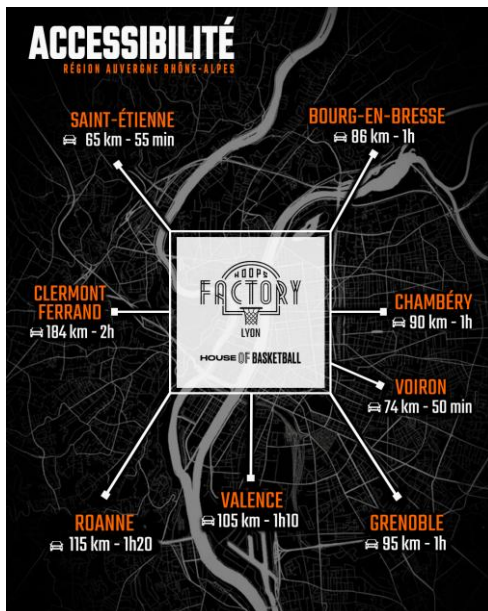 ACCESSIBILITÉ
RÉGION AUVERGNE RHÔNE-ALPES
SAINT-ÉTIENNE
65 km - 55 min
BOURG-EN-BRESSE
86 km - 1h
HOOPS
FACTORY
LYON
HOUSE OF BASKETBALL
CLERMONT
FERRAND
184 km - 2h
CHAMBÉRY
90 km - 1h
VOIRON
74 km - 50 min
ROANNE
115 km - 1h20
VALENCE
105 km - 1h10
GRENOBLE
95 km - 1h